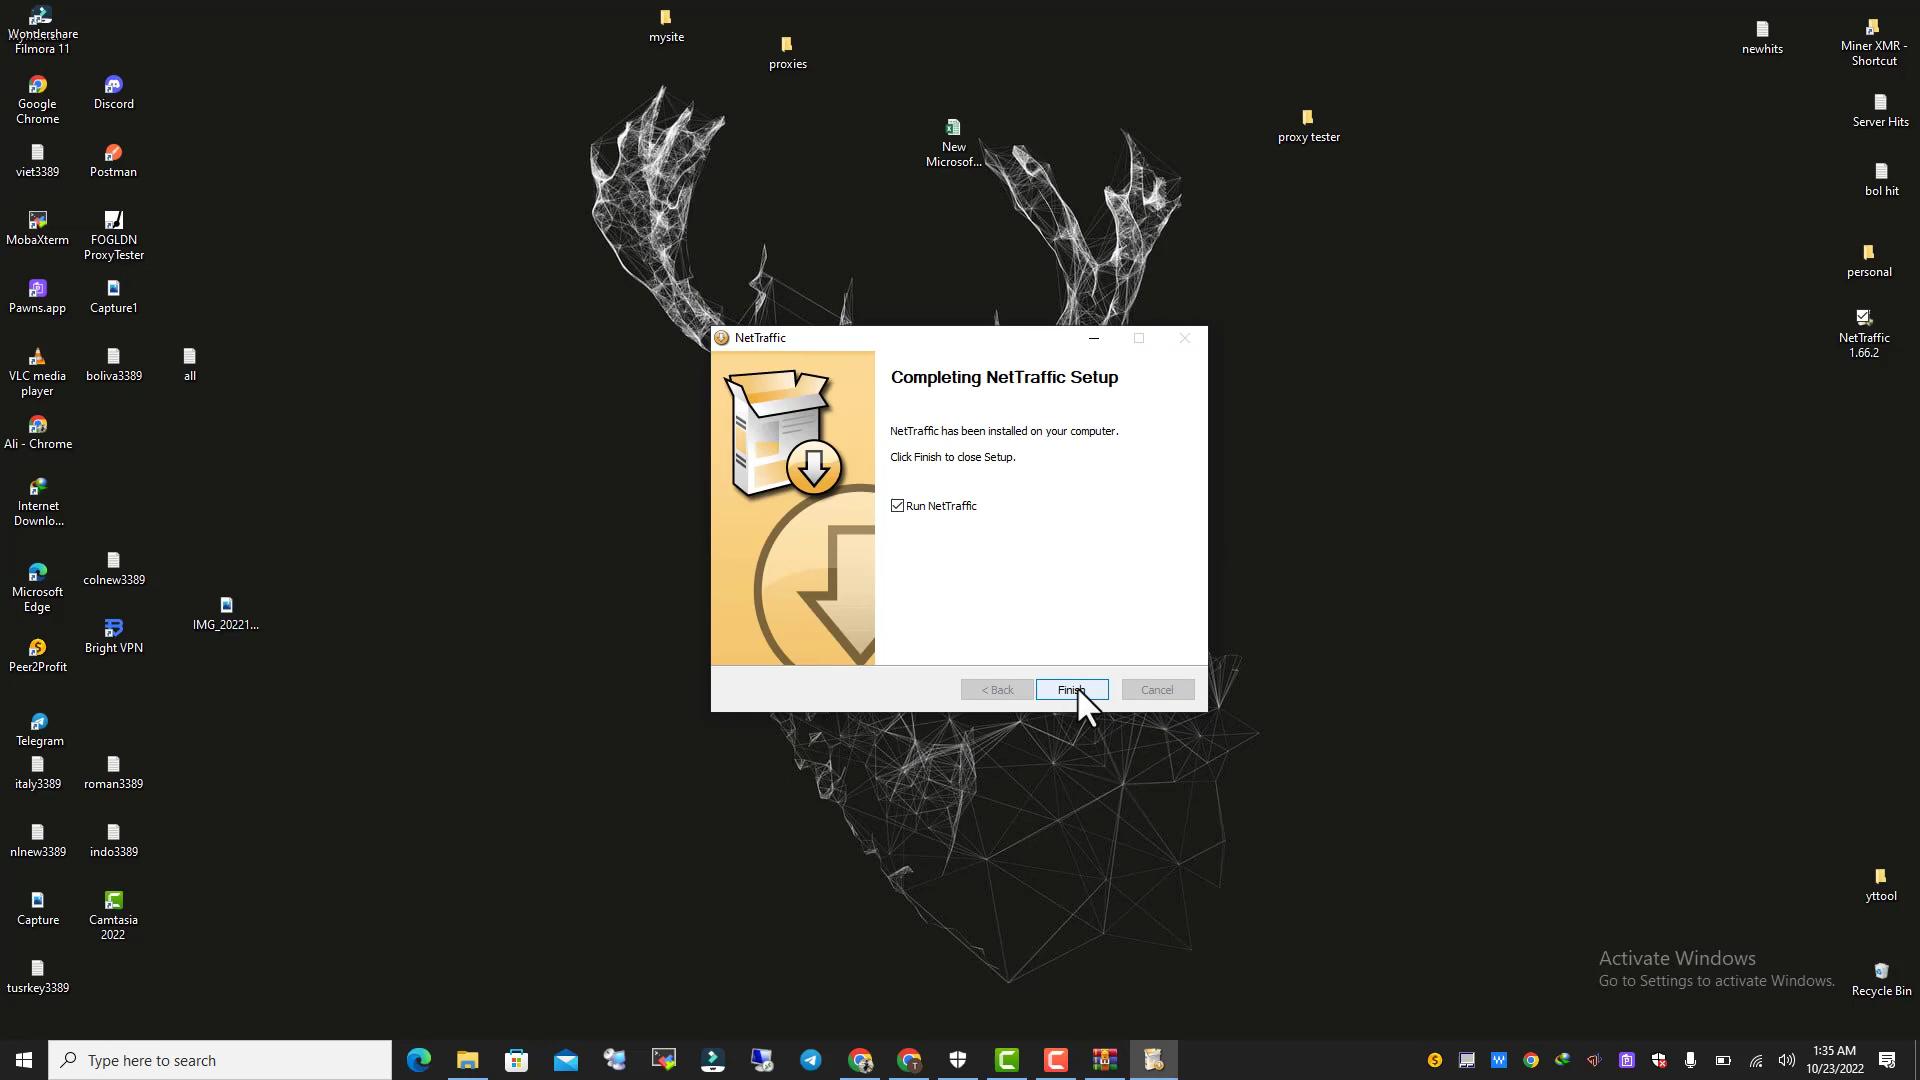 Wondershare
Filmora 11
Google
Chrome
Discord
viet3389
Postman
MobaXterm
FOGLDN
ProxyTester
Pawns.app
Capture1
VLC media
player
boliva3389
all
Ali - Chrome
Internet
Downlo...
colnew3389
Microsoft
Edge
IMG_20221...
Bright VPN
Peer2Profit
Telegram
italy3389
roman3389
nlnew3389
indo3389
Capture
Camtasia
2022
tusrkey3389
mysite
proxies
New
Microsof...
proxy tester
newhits
Miner XMR -
Shortcut
Server Hits
bol hit
personal
NetTraffic
1.66.2
yttool
Recycle Bin
NetTraffic
Completing NetTraffic Setup
NetTraffic has been installed on your computer.
Click Finish to close Setup.
Run NetTraffic
< Back
Finish
Cancel
Activate Windows
Go to Settings to activate Windows.
Type here to search
1:35 AM
10/23/2022